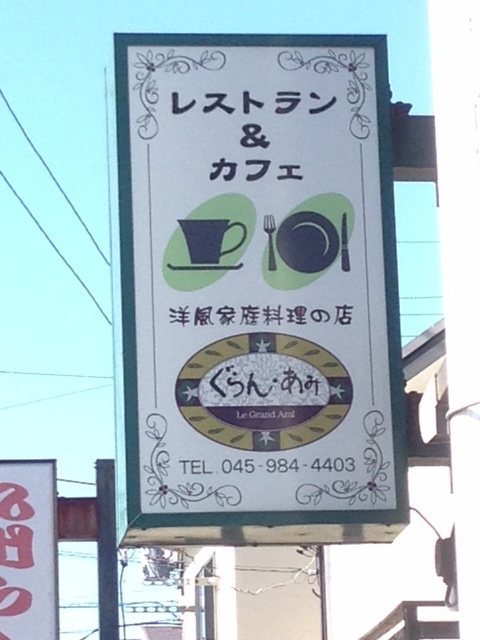 レストラン
&
カフェ
洋風家庭料理の店
ぐらん・あみ
Le Grand Ami
TEL 045-984-4403